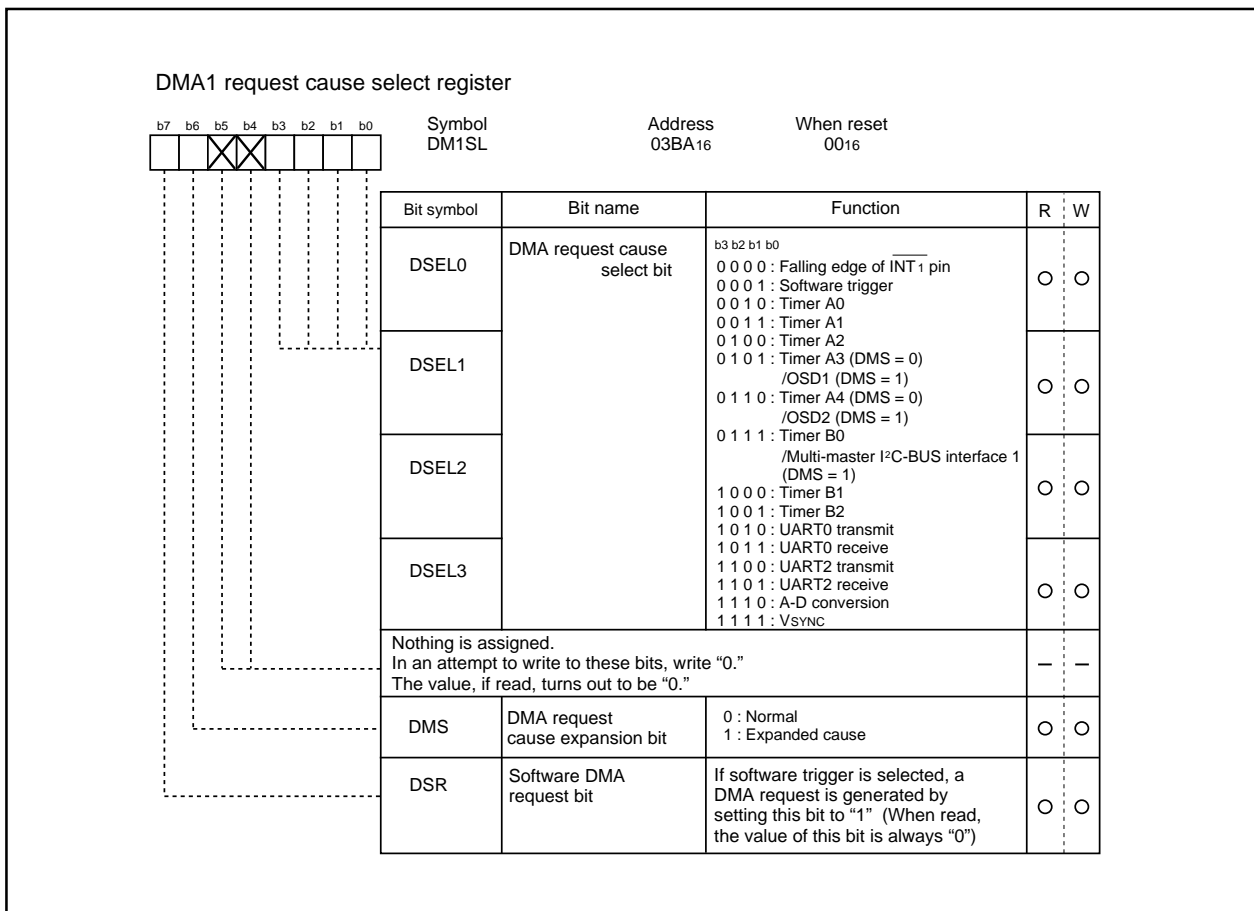 DMA1 request cause select register
b7 b6 b5 b4 b3 b2 b1 b0
Symbol Address When reset
DM1SL 03BA16 0016
Bit symbol Bit name Function R W
DSEL0
DMA request cause
select bit
b3 b2 b1 b0
0 0 0 0 : Falling edge of INT1 pin
0 0 0 1 : Software trigger
0 0 1 0 : Timer A0
0 0 1 1 : Timer A1
0 1 0 0 : Timer A2
0 1 0 1 : Timer A3 (DMS = 0)
/OSD1 (DMS = 1)
0 1 1 0 : Timer A4 (DMS = 0)
/OSD2 (DMS = 1)
0 1 1 1 : Timer B0
/Multi-master I²C-BUS interface 1
(DMS = 1)
1 0 0 0 : Timer B1
1 0 0 1 : Timer B2
1 0 1 0 : UART0 transmit
1 0 1 1 : UART0 receive
1 1 0 0 : UART2 transmit
1 1 0 1 : UART2 receive
1 1 1 0 : A-D conversion
1 1 1 1 : VSYNC
DSEL1
DSEL2
DSEL3
Nothing is assigned.
In an attempt to write to these bits, write “0.”
The value, if read, turns out to be “0.”
DMS
DMA request
cause expansion bit
0 : Normal
1 : Expanded cause
DSR
Software DMA
request bit
If software trigger is selected, a
DMA request is generated by
setting this bit to “1” (When read,
the value of this bit is always “0”)